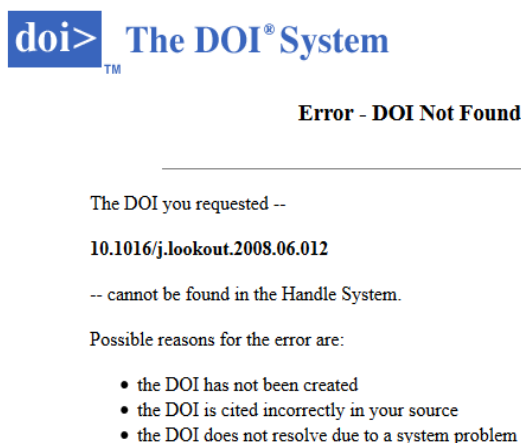 doi> The DOI® System
TM
Error - DOI Not Found
The DOI you requested --
10.1016/j.lookout.2008.06.012
-- cannot be found in the Handle System.
Possible reasons for the error are:
• the DOI has not been created
• the DOI is cited incorrectly in your source
• the DOI does not resolve due to a system problem